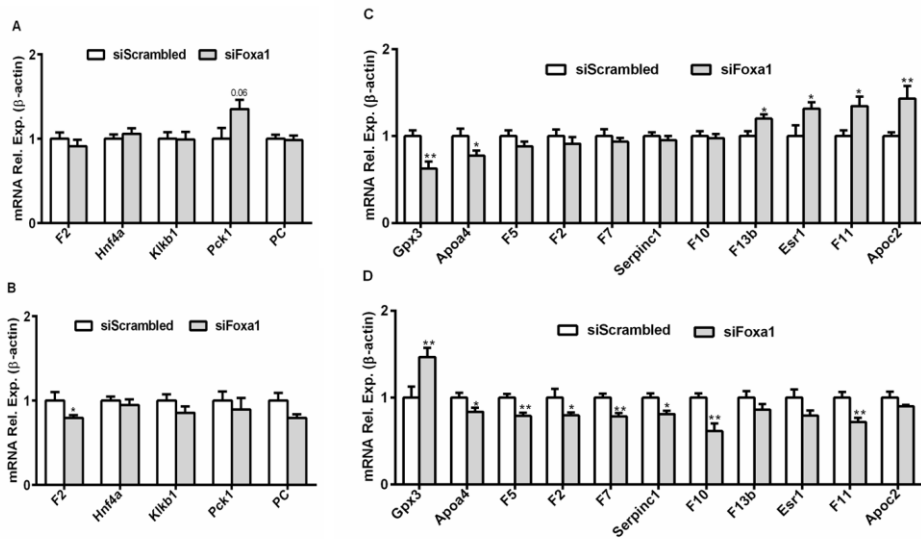 A
siScrambled siFoxa1
mRNA Rel. Exp. (β-actin)
2
1
0
0.06
F2 Hnf4a Klkb1 Pck1 PC
B
siScrambled siFoxa1
mRNA Rel. Exp. (β-actin)
2
1
0
*
F2 Hnf4a Klkb1 Pck1 PC
C
siScrambled siFoxa1
mRNA Rel. Exp. (β-actin)
2
1
0
** * * * * **
Gpx3 Apoa4 F5 F2 F7 Serpinc1 F10 F13b Esr1 F11 Apoc2
D
siScrambled siFoxa1
mRNA Rel. Exp. (β-actin)
2
1
0
** * ** * ** * ** **
Gpx3 Apoa4 F5 F2 F7 Serpinc1 F10 F13b Esr1 F11 Apoc2